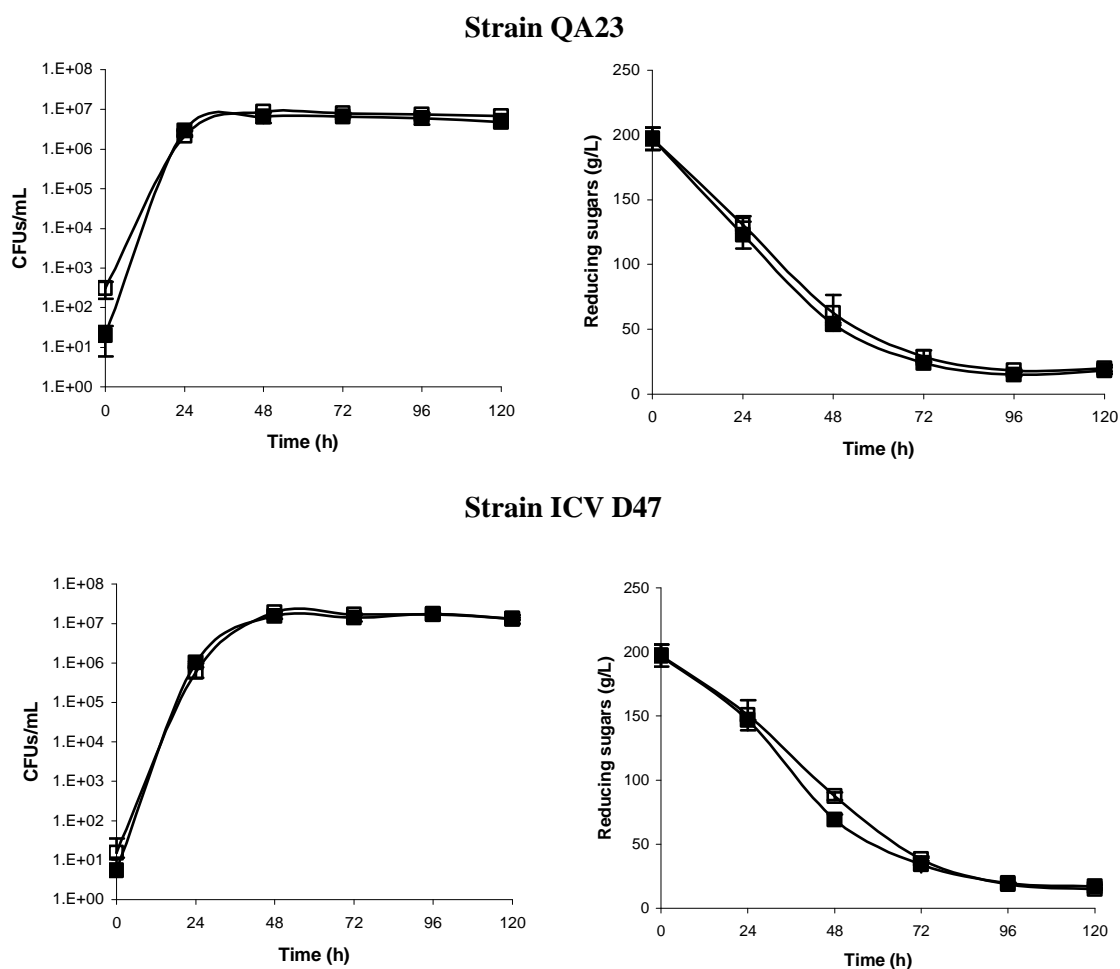 Strain QA23
CFUs/mL
1.E+08
1.E+07
1.E+06
1.E+05
1.E+04
1.E+03
1.E+02
1.E+01
1.E+00
0 24 48 72 96 120
Time (h)
Reducing sugars (g/L)
250
200
150
100
50
0
0 24 48 72 96 120
Time (h)
Strain ICV D47
CFUs/mL
1.E+08
1.E+07
1.E+06
1.E+05
1.E+04
1.E+03
1.E+02
1.E+01
1.E+00
0 24 48 72 96 120
Time (h)
Reducing sugars (g/L)
250
200
150
100
50
0
0 24 48 72 96 120
Time (h)